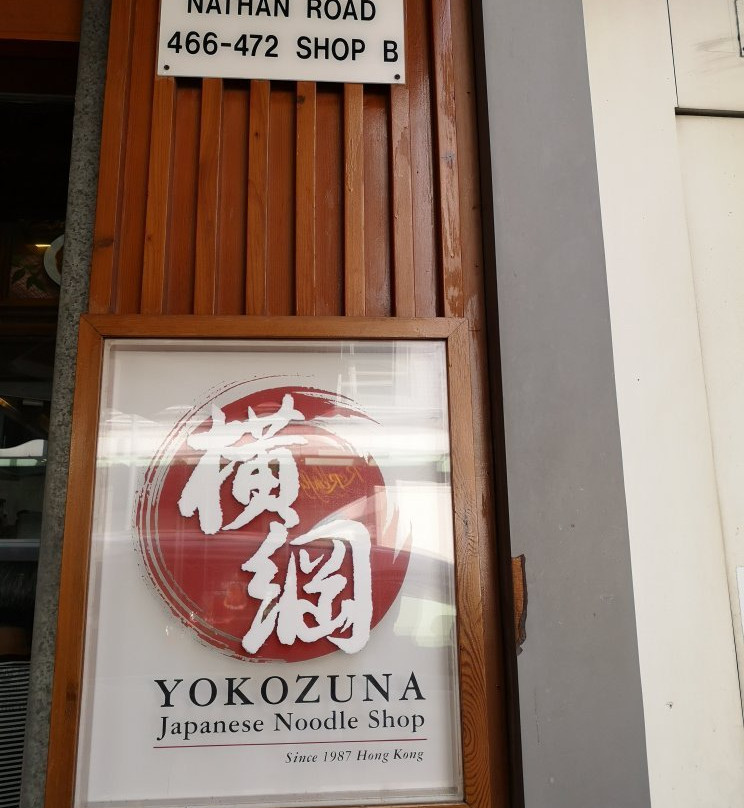 NATHAN ROAD
466-472 SHOP B
横
綱
YOKOZUNA
Japanese Noodle Shop
Since 1987 Hong Kong